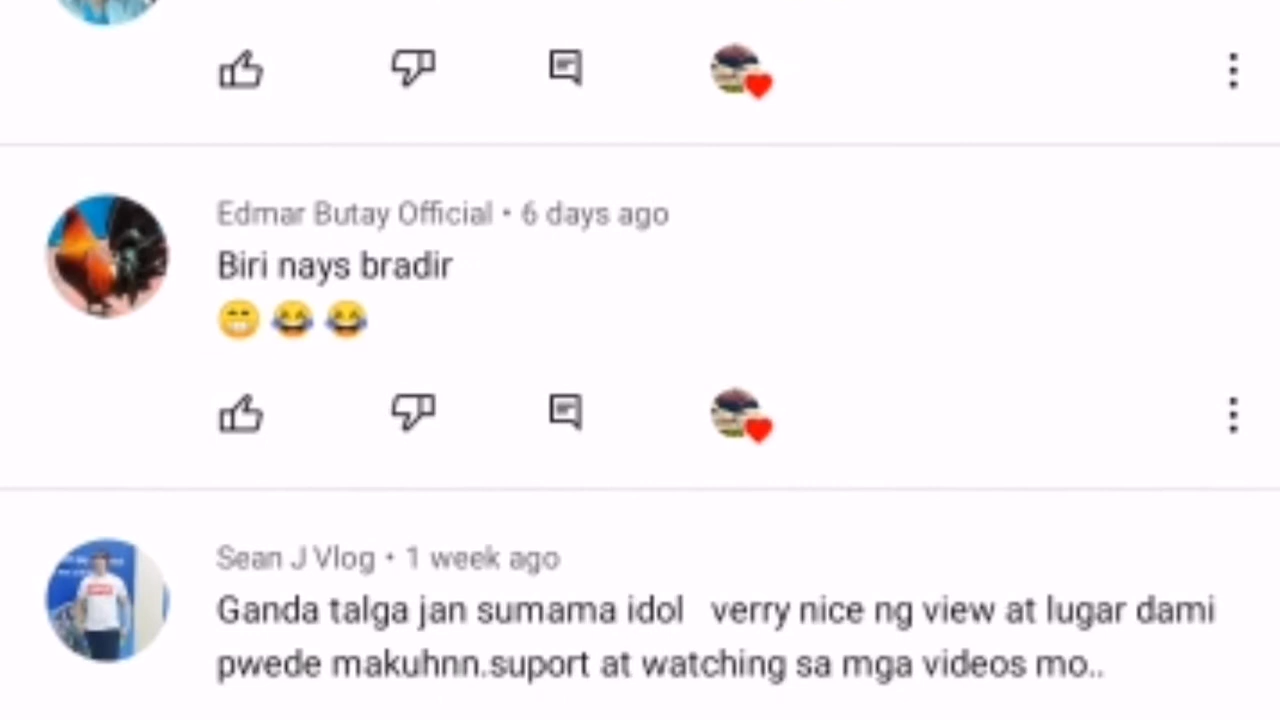 Edmar Butay Official • 6 days ago
Biri nays bradir
😁 😂 😂
Sean J Vlog • 1 week ago
Ganda talga jan sumama idol   verry nice ng view at lugar dami
pwede makuhnn.suport at watching sa mga videos mo..